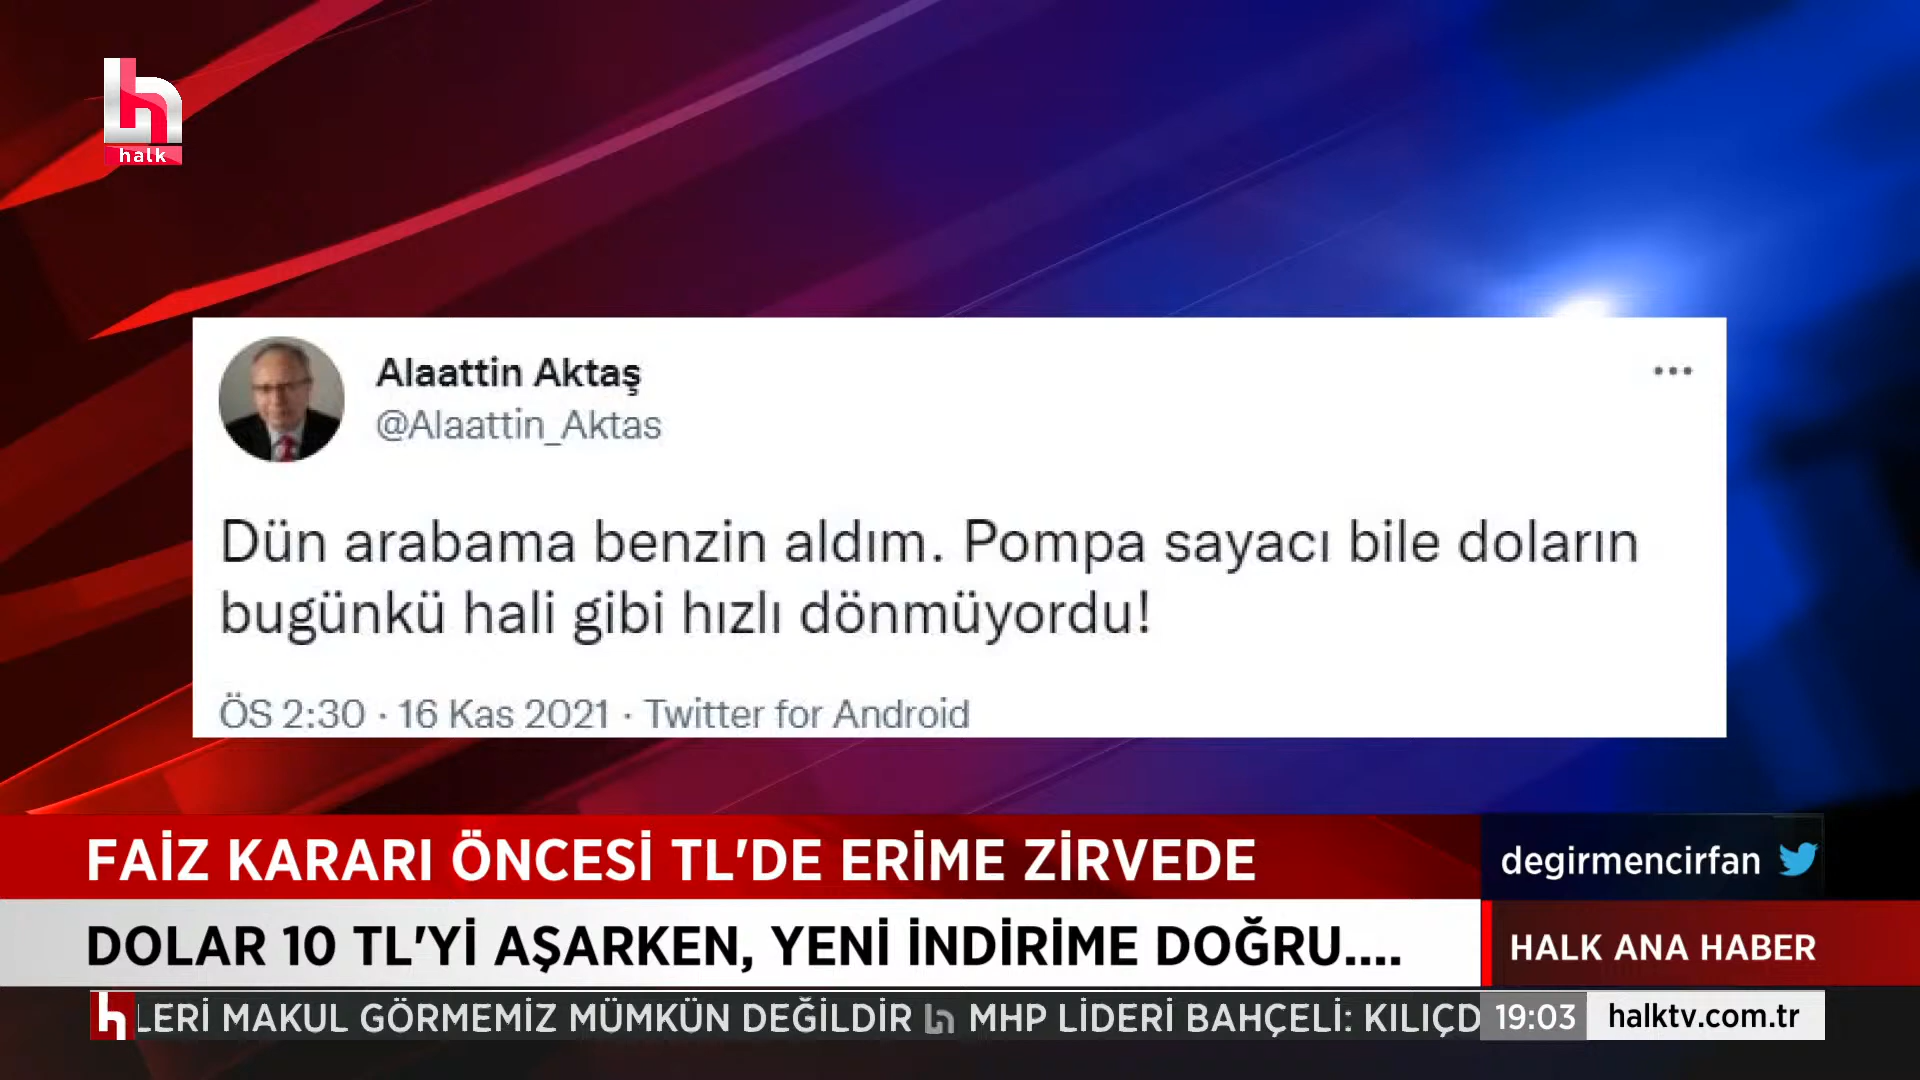 halk
Alaattin Aktaş
@Alaattin_Aktas
Dün arabama benzin aldım. Pompa sayacı bile doların
bugünkü hali gibi hızlı dönmüyordu!
ÖS 2:30 · 16 Kas 2021 · Twitter for Android
FAİZ KARARI ÖNCESİ TL'DE ERİME ZİRVEDE
degirmencirfan
DOLAR 10 TL'Yİ AŞARKEN, YENİ İNDİRİME DOĞRU....
HALK ANA HABER
LERİ MAKUL GÖRMEMİZ MÜMKÜN DEĞİLDİR MHP LİDERİ BAHÇELİ: KILIÇD
19:03
halktv.com.tr